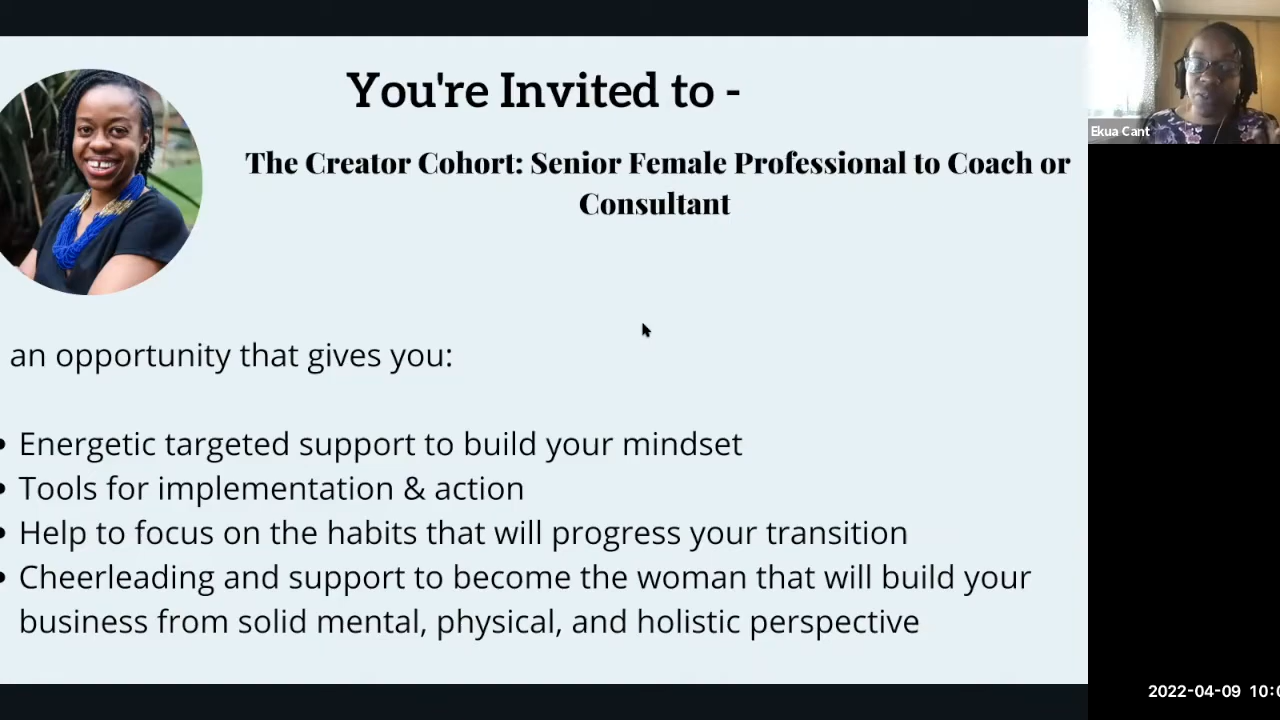 You're Invited to -
The Creator Cohort: Senior Female Professional to Coach or
Consultant
Ekua Cant
an opportunity that gives you:
• Energetic targeted support to build your mindset
• Tools for implementation & action
• Help to focus on the habits that will progress your transition
• Cheerleading and support to become the woman that will build your
business from solid mental, physical, and holistic perspective
2022-04-09 10:0